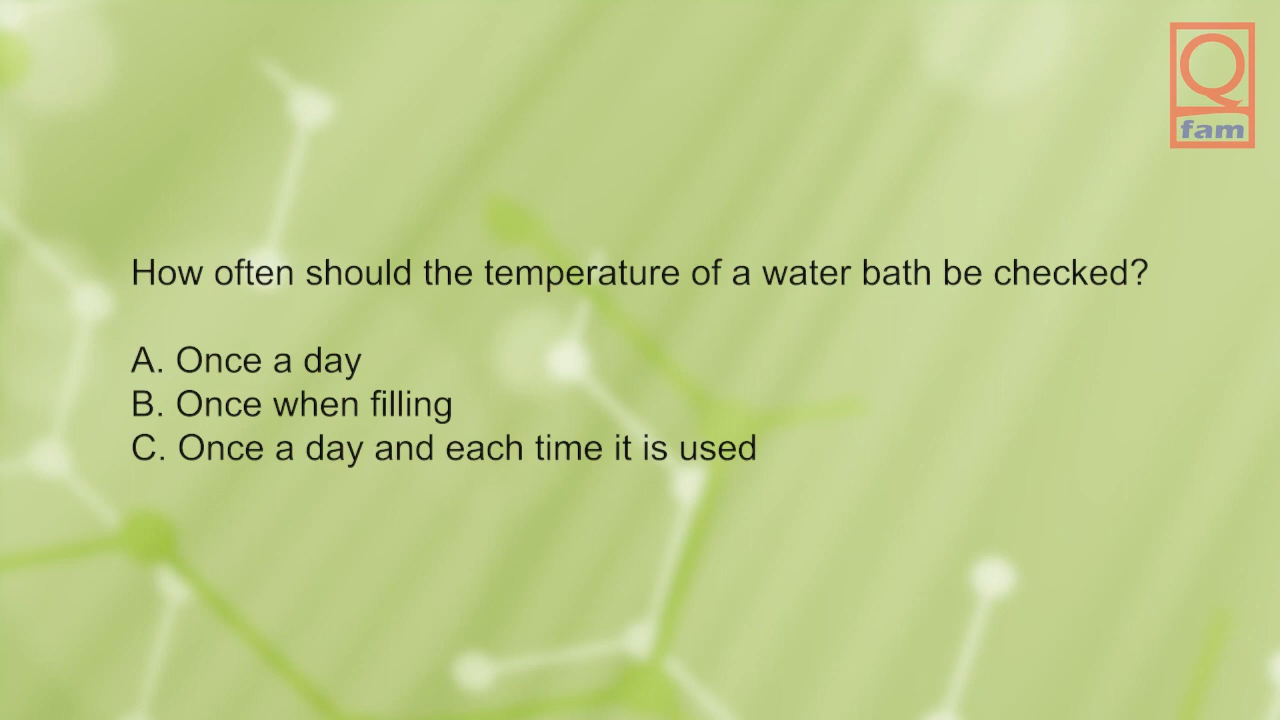 Q
fam
How often should the temperature of a water bath be checked?
A. Once a day
B. Once when filling
C. Once a day and each time it is used